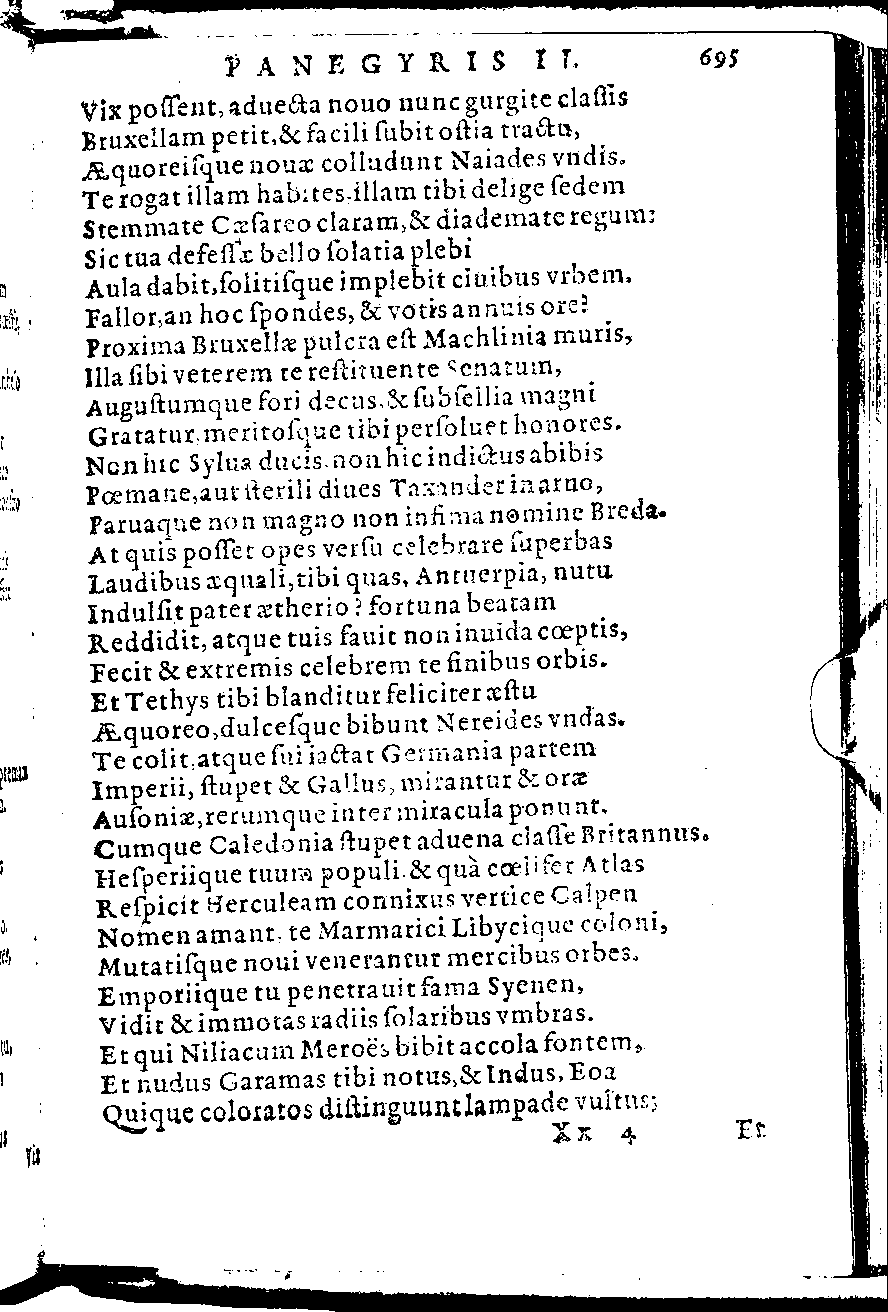 PANEGYRIS II. 695
Vix poſſent, aduecta nouo nunc gurgite claſſis
Bruxellam petit, & facili ſubit oſtia tractu,
Æquoreiſque nouæ colludunt Naiades vndis.
Te rogat illam habites, illam tibi delige ſedem
Stemmate Cæſareo claram, & diademate regum:
Sic tua defeſſæ bello ſolatia plebi
Aula dabit, ſolitiſque implebit ciuibus vrbem.
Fallor, an hoc ſpondes, & votis annuis ore?
Proxima Bruxellæ pulcra eſt Machlinia muris,
Illa ſibi veterem te reſtituente Senatum,
Auguſtumque fori decus, & ſubſellia magni
Gratatur, meritoſque tibi perſoluet honores.
Non hic Sylua ducis, non hic indictus abibis
Pœmane, aut ſterili diues Taxander in aruo,
Paruaque non magno non infima nomine Breda.
At quis poſſet opes verſu celebrare ſuperbas
Laudibus æquali, tibi quas, Antuerpia, nutu
Indulſit pater ætherio? fortuna beatam
Reddidit, atque tuis fauit non inuida cœptis,
Fecit & extremis celebrem te finibus orbis.
Et Tethys tibi blanditur feliciter æſtu
Æquoreo, dulceſque bibunt Nereides vndas.
Te colit, atque ſui iactat Germania partem
Imperii, ſtupet & Gallus, mirantur & oræ
Auſoniæ, rerumque inter miracula ponunt.
Cumque Caledonia ſtupet aduena claſſe Britannus.
Heſperiique tuum populi, & quà cœlifer Atlas
Reſpicit Herculeam connixus vertice Calpen
Nomen amant, te Marmarici Libycique coloni,
Mutatiſque noui venerantur mercibus orbes.
Emporiique tu penetrauit fama Syenen,
Vidit & immotas radiis ſolaribus vmbras.
Et qui Niliacum Meroës bibit accola fontem,
Et nudus Garamas tibi notus, & Indus, Eoa
Quique coloratos diſtinguunt lampade vultus;
Xx 4 Et